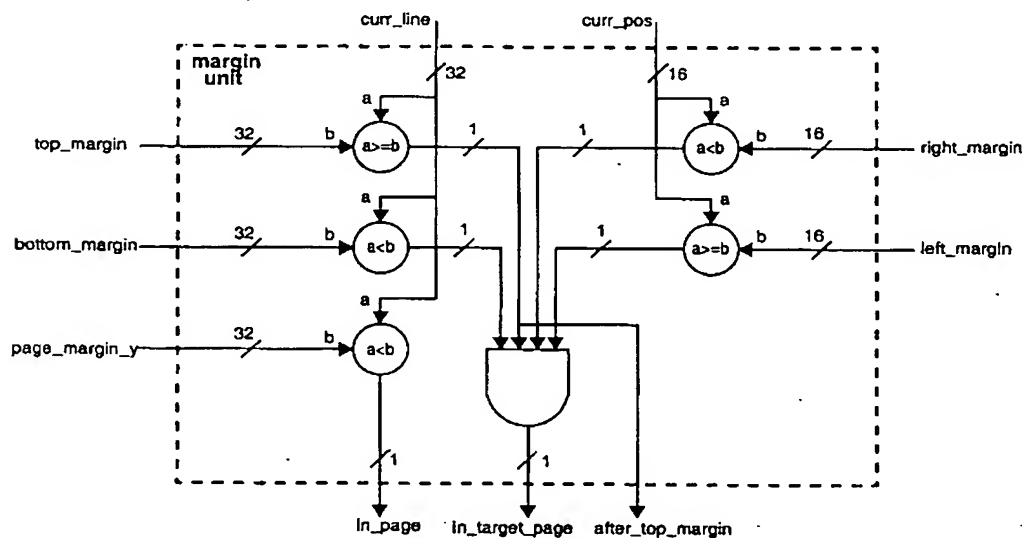 curr_line
curr_pos
margin
unit
32
16
a
a
top_margin
32
b
a>=b
1
1
a<b
b
16
right_margin
a
a
bottom_margin
32
b
a<b
1
1
a>=b
b
16
left_margin
a
page_margin_y
32
b
a<b
1
1
in_page
in_target_page
after_top_margin